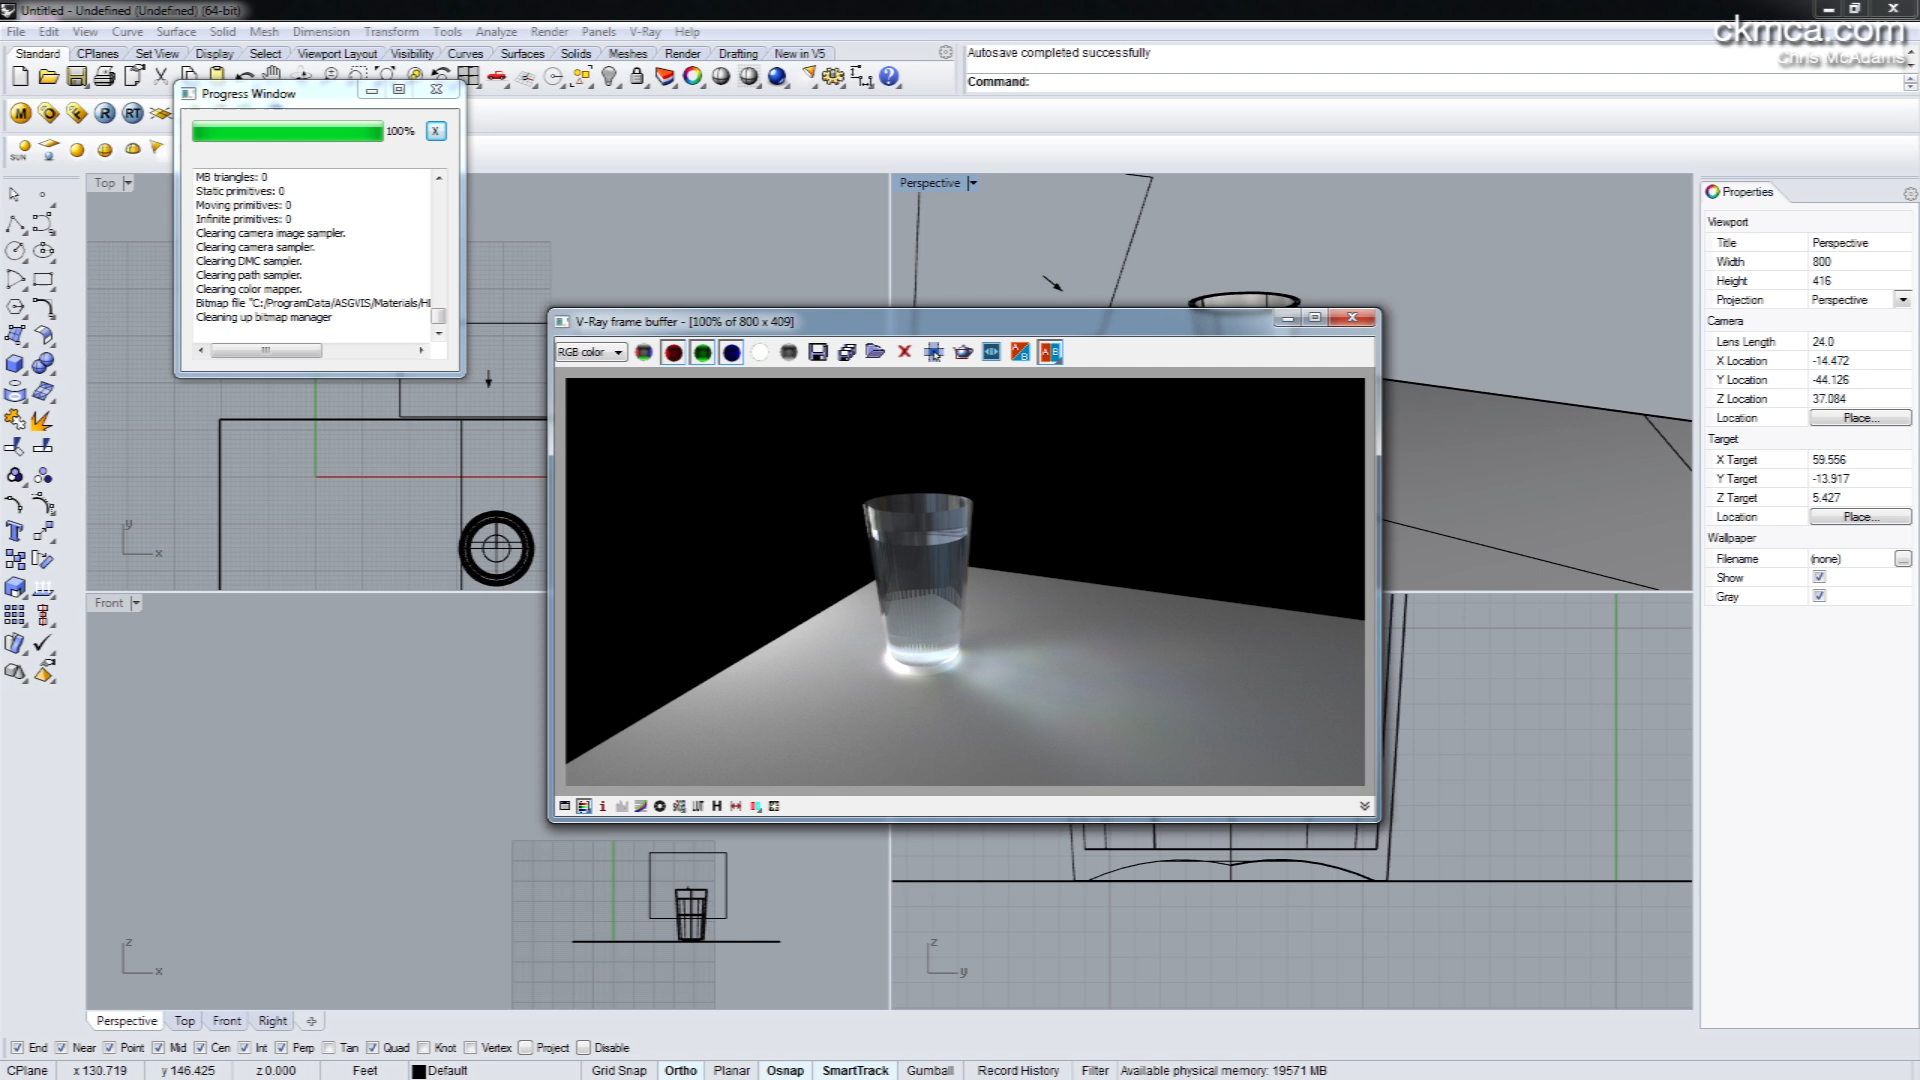 Untitled - Undefined (Undefined) (64-bit)
ckmca.com
Chris McAdams
File Edit View Curve Surface Solid Mesh Dimension Transform Tools Analyze Render Panels V-Ray Help
Standard CPlanes Set View Display Select Viewport Layout Visibility Curves Surfaces Solids Meshes Render Drafting New in V5
Autosave completed successfully
Command:
Progress Window
100%
X
MB triangles: 0
Static primitives: 0
Moving primitives: 0
Infinite primitives: 0
Clearing camera image sampler.
Clearing camera sampler.
Clearing DMC sampler.
Clearing path sampler.
Clearing color mapper.
Bitmap file "C:/ProgramData/ASGVIS/Materials/H
Cleaning up bitmap manager
M
R
RT
SUN
Top
Perspective
Front
y
x
z
x
z
y
V-Ray frame buffer - [100% of 800 x 409]
RGB color
A B
A B
i
LUT
H
Properties
Viewport
Title Perspective
Width 800
Height 416
Projection Perspective
Camera
Lens Length 24.0
X Location -14.472
Y Location -44.126
Z Location 37.084
Location Place...
Target
X Target 59.556
Y Target -13.917
Z Target 5.427
Location Place...
Wallpaper
Filename (none) ...
Show
Gray
Perspective Top Front Right
End Near Point Mid Cen Int Perp Tan Quad Knot Vertex Project Disable
CPlane x 130.719 y 146.425 z 0.000 Feet Default Grid Snap Ortho Planar Osnap SmartTrack Gumball Record History Filter Available physical memory: 19571 MB